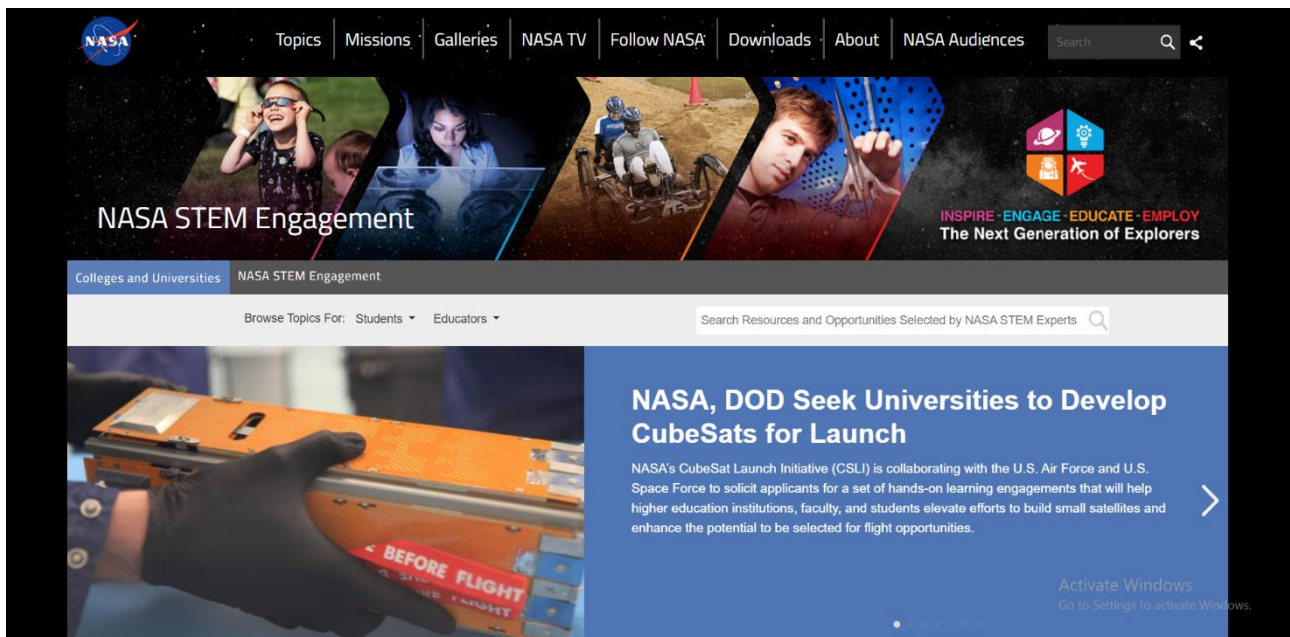 NASA
Topics
Missions
Galleries
NASA TV
Follow NASA
Downloads
About
NASA Audiences
Search
NASA STEM Engagement
INSPIRE - ENGAGE - EDUCATE - EMPLOY
The Next Generation of Explorers
Colleges and Universities
NASA STEM Engagement
Browse Topics For:
Students
Educators
Search Resources and Opportunities Selected by NASA STEM Experts
NASA, DOD Seek Universities to Develop
CubeSats for Launch
NASA's CubeSat Launch Initiative (CSLI) is collaborating with the U.S. Air Force and U.S.
Space Force to solicit applicants for a set of hands-on learning engagements that will help
higher education institutions, faculty, and students elevate efforts to build small satellites and
enhance the potential to be selected for flight opportunities.
BEFORE FLIGHT
FLIGHT
Activate Windows
Go to Settings to activate Windows.